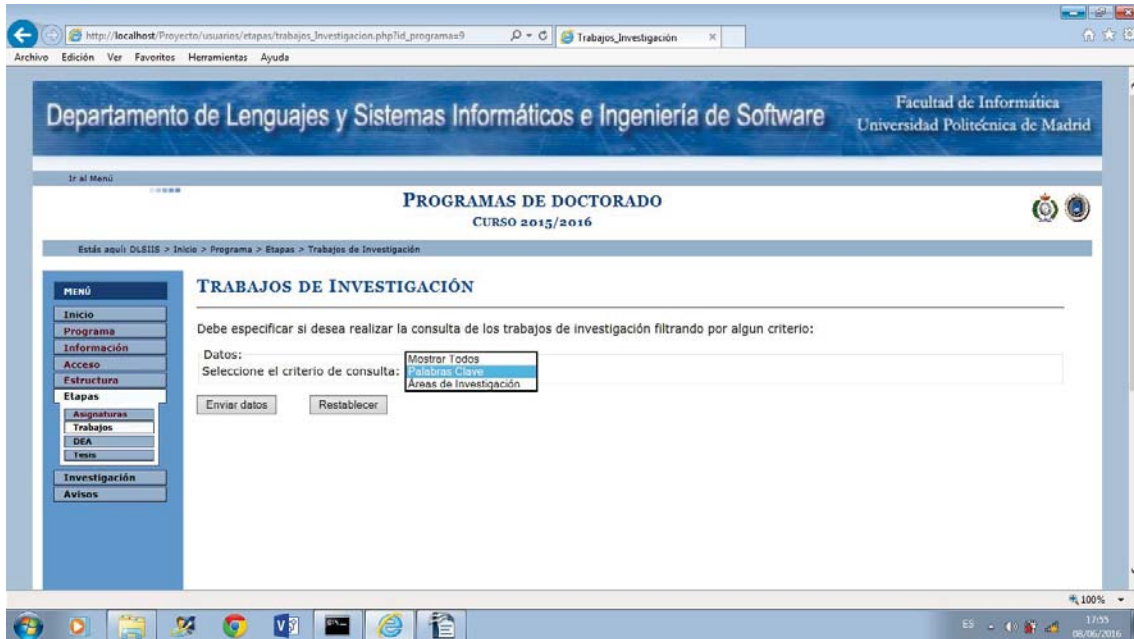 http://localhost/Proyecto/usuarios/etapas/trabajos_Investigacion.php?id_programa=9
Trabajos_Investigación
Archivo Edición Ver Favoritos Herramientas Ayuda
Departamento de Lenguajes y Sistemas Informáticos e Ingeniería de Software
Facultad de Informática
Universidad Politécnica de Madrid
Ir al Menú
PROGRAMAS DE DOCTORADO
CURSO 2015/2016
Estás aquí: DLSIIS > Inicio > Programa > Etapas > Trabajos de Investigación
MENÚ
Inicio
Programa
Información
Acceso
Estructura
Etapas
Asignaturas
Trabajos
DEA
Tesis
Investigación
Avisos
TRABAJOS DE INVESTIGACIÓN
Debe especificar si desea realizar la consulta de los trabajos de investigación filtrando por algun criterio:
Datos:
Seleccione el criterio de consulta:
Mostrar Todos
Palabras Clave
Áreas de Investigación
Enviar datos Restablecer
100%
ES
17:55
08/06/2016